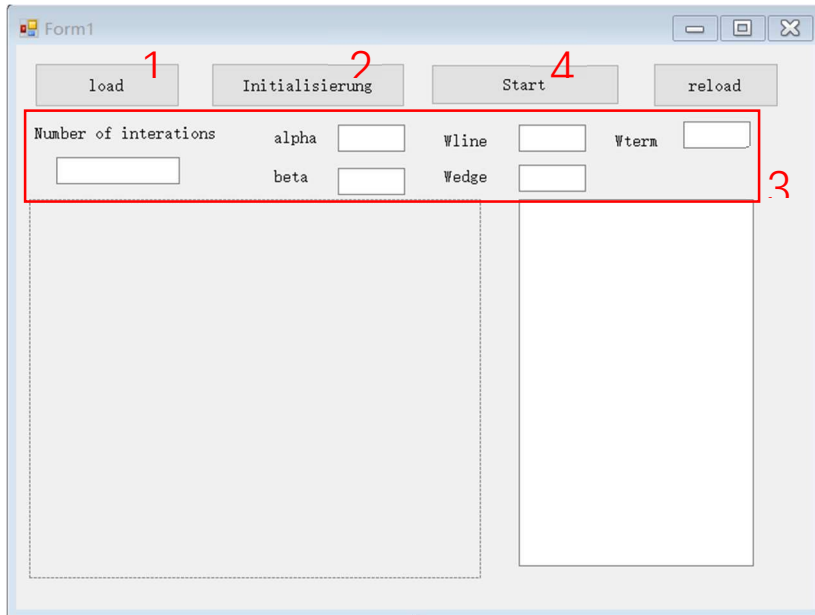 Form1
1 2 4
load Initialisierung Start reload
Number of interations alpha Wline Wterm
beta Wedge
3